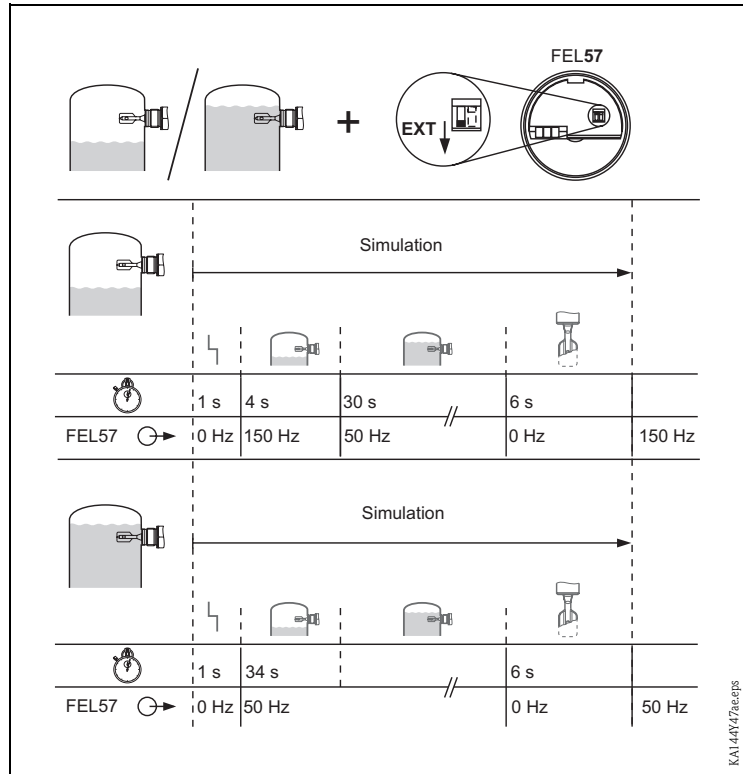 FEL57
EXT
Simulation
1 s 4 s 30 s 6 s
FEL57 0 Hz 150 Hz 50 Hz 0 Hz 150 Hz
Simulation
1 s 34 s 6 s
FEL57 0 Hz 50 Hz 0 Hz 50 Hz
KA144Y47ae.eps